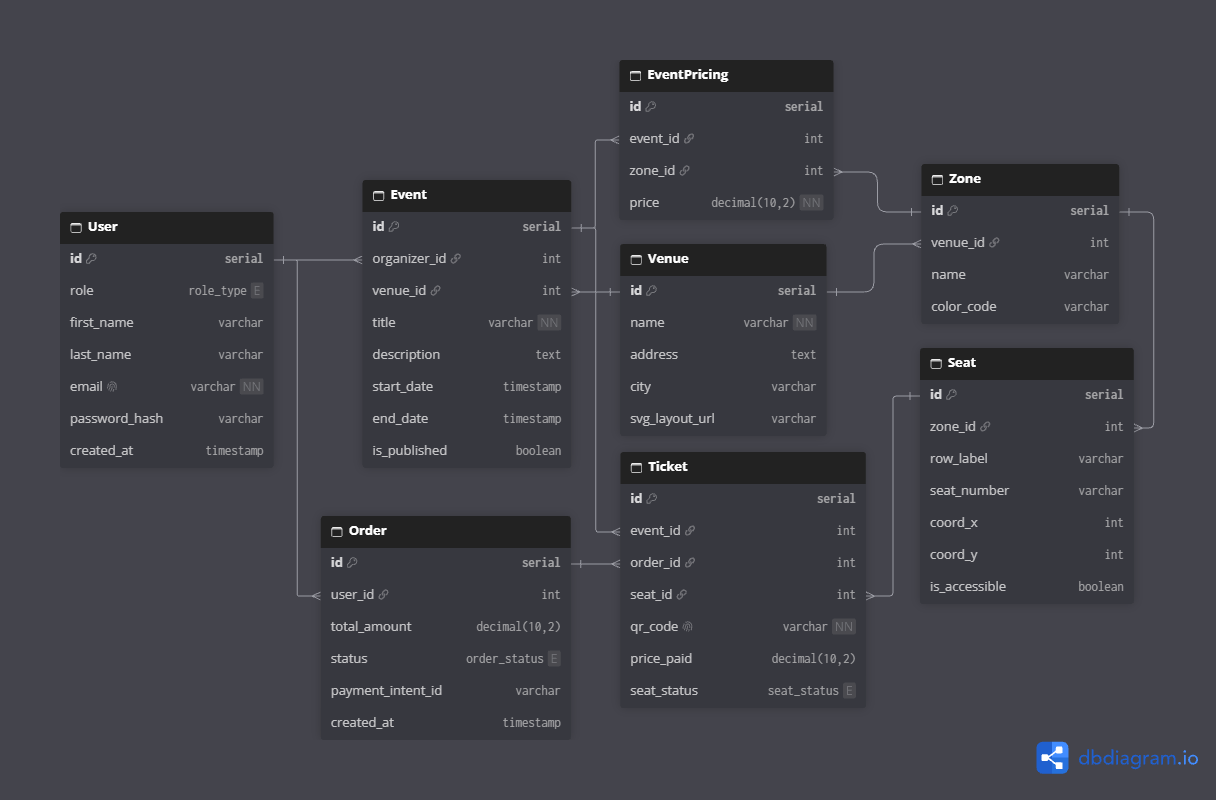 User
id serial
role role_type E
first_name varchar
last_name varchar
email varchar NN
password_hash varchar
created_at timestamp
Event
id serial
organizer_id int
venue_id int
title varchar NN
description text
start_date timestamp
end_date timestamp
is_published boolean
Order
id serial
user_id int
total_amount decimal(10,2)
status order_status E
payment_intent_id varchar
created_at timestamp
EventPricing
id serial
event_id int
zone_id int
price decimal(10,2) NN
Venue
id serial
name varchar NN
address text
city varchar
svg_layout_url varchar
Ticket
id serial
event_id int
order_id int
seat_id int
qr_code varchar NN
price_paid decimal(10,2)
seat_status seat_status E
Zone
id serial
venue_id int
name varchar
color_code varchar
Seat
id serial
zone_id int
row_label varchar
seat_number varchar
coord_x int
coord_y int
is_accessible boolean
dbdiagram.io